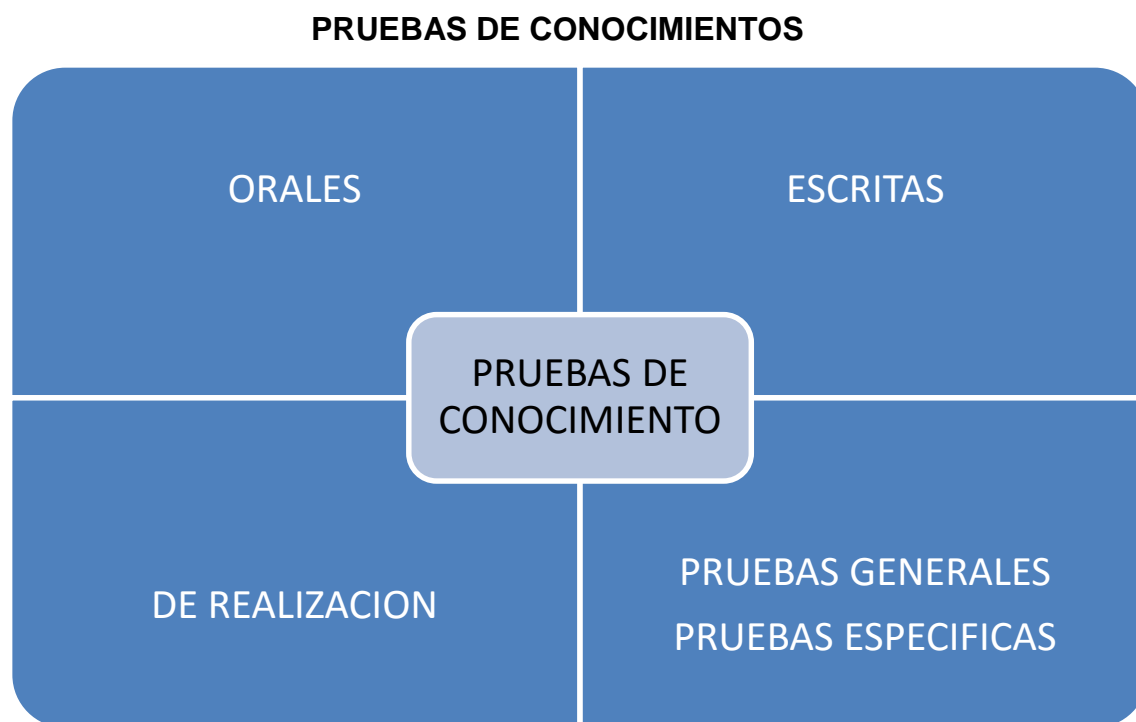 PRUEBAS DE CONOCIMIENTOS
ORALES
ESCRITAS
PRUEBAS DE
CONOCIMIENTO
DE REALIZACION
PRUEBAS GENERALES
PRUEBAS ESPECIFICAS